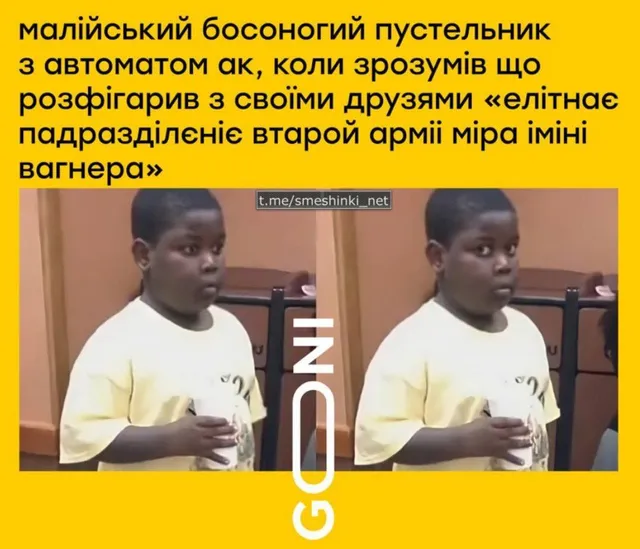 малійський босоногий пустельник
з автоматом ак, коли зрозумів що
розфігарив з своїми друзями «елітнає
падразділєніє втарой армії міра іміні
вагнера»
t.me/smeshinki_net
GONI